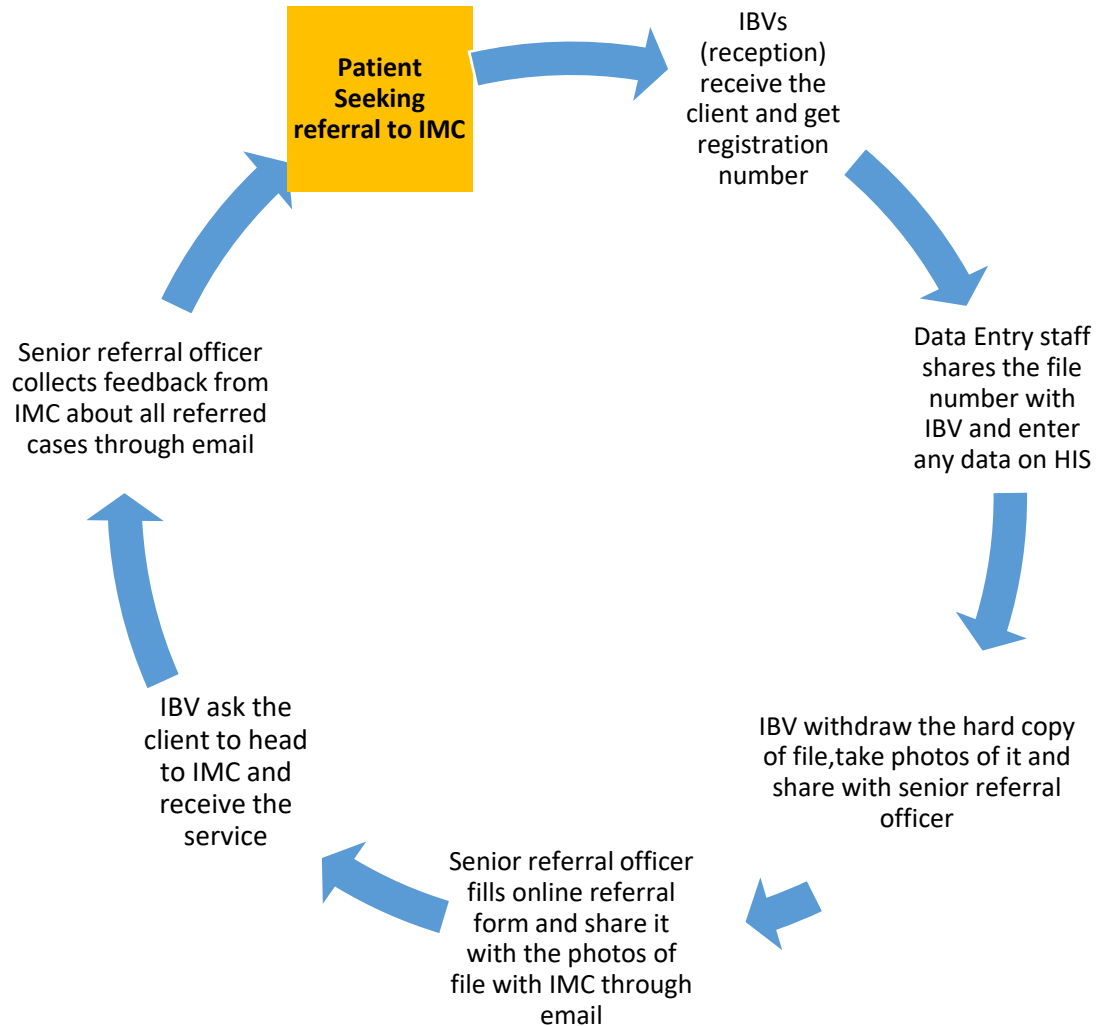 Patient
Seeking
referral to IMC
IBVs
(reception)
receive the
client and get
registration
number
Data Entry staff
shares the file
number with
IBV and enter
any data on HIS
IBV withdraw the hard copy
of file,take photos of it and
share with senior referral
officer
Senior referral officer
fills online referral
form and share it
with the photos of
file with IMC through
email
IBV ask the
client to head
to IMC and
receive the
service
Senior referral officer
collects feedback from
IMC about all referred
cases through email